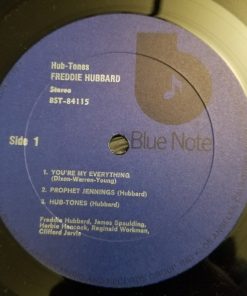 Hub-Tones
FREDDIE HUBBARD
Stereo
BST-84115
Side 1
Blue Note
1. YOU'RE MY EVERYTHING
(Dixon-Warren-Young)
2. PROPHET JENNINGS (Hubbard)
3. HUB-TONES (Hubbard)
Freddie Hubbard, James Spaulding,
Herbie Hancock, Reginald Workman,
Clifford Jarvis